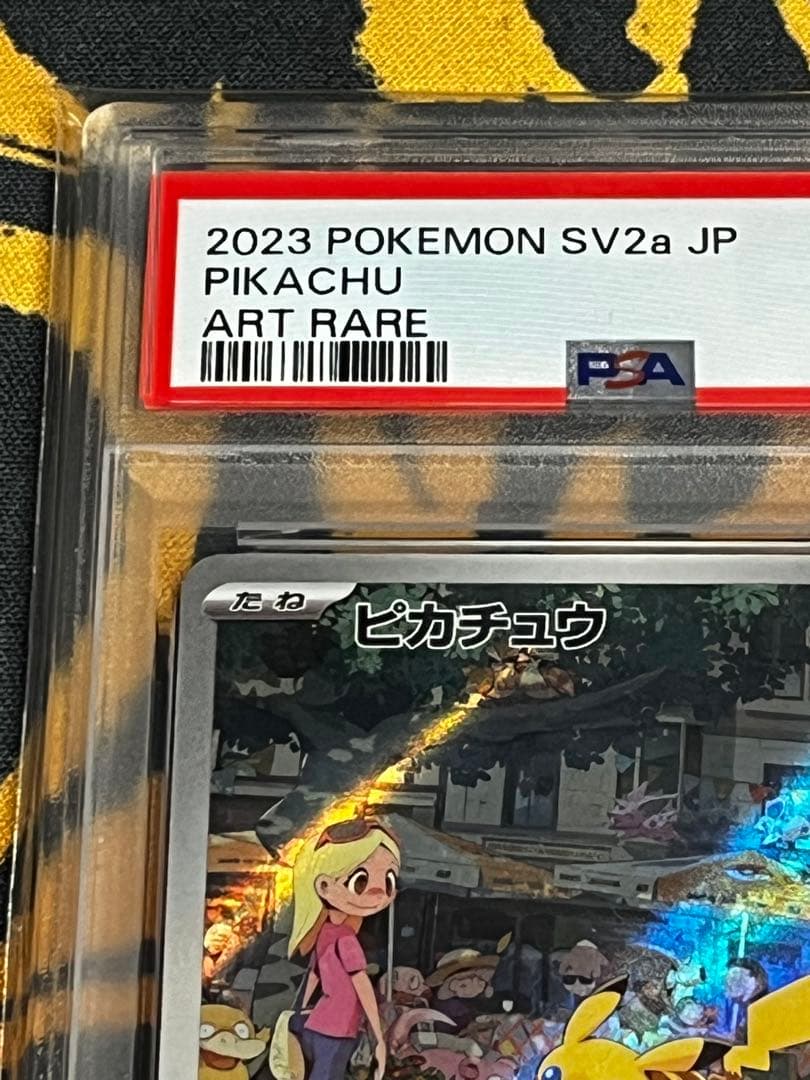 2023 POKEMON SV2a JP
PIKACHU
ART RARE
PSA
たね
ピカチュウ